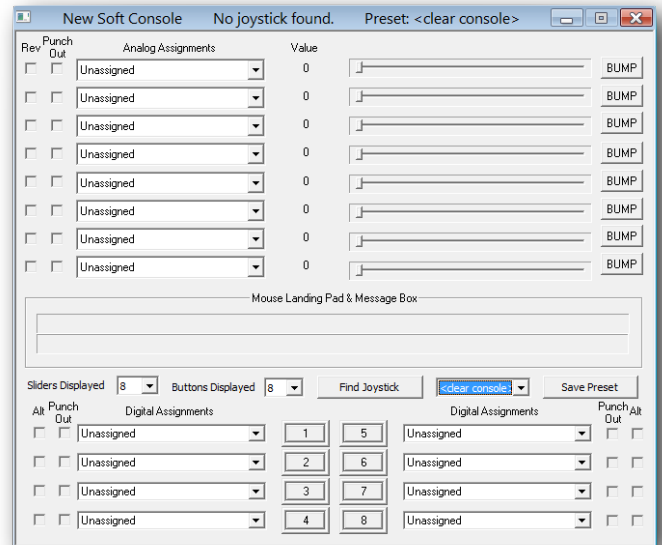 New Soft Console No joystick found. Preset: <clear console>
Rev Punch Out Analog Assignments Value
Unassigned 0 BUMP
Unassigned 0 BUMP
Unassigned 0 BUMP
Unassigned 0 BUMP
Unassigned 0 BUMP
Unassigned 0 BUMP
Unassigned 0 BUMP
Unassigned 0 BUMP
Mouse Landing Pad & Message Box
Sliders Displayed 8 Buttons Displayed 8 Find Joystick <clear console> Save Preset
Alt Punch Out Digital Assignments Digital Assignments Punch Out Alt
Unassigned 1 5 Unassigned
Unassigned 2 6 Unassigned
Unassigned 3 7 Unassigned
Unassigned 4 8 Unassigned